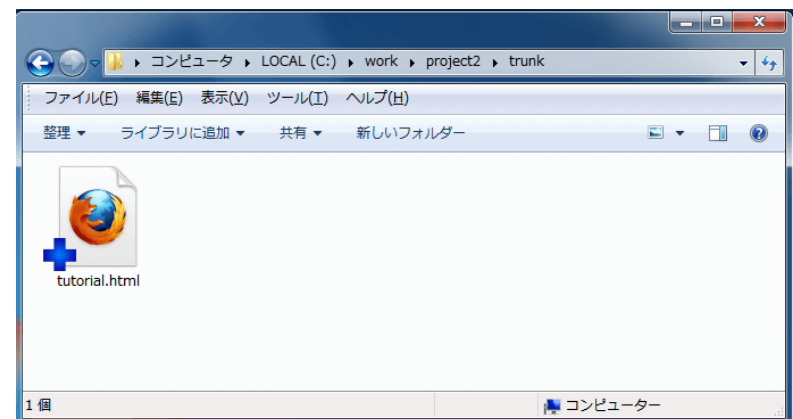 コンピュータ LOCAL (C:) work project2 trunk
ファイル(F) 編集(E) 表示(V) ツール(T) ヘルプ(H)
整理 ライブラリに追加 共有 新しいフォルダー
tutorial.html
1 個 コンピューター